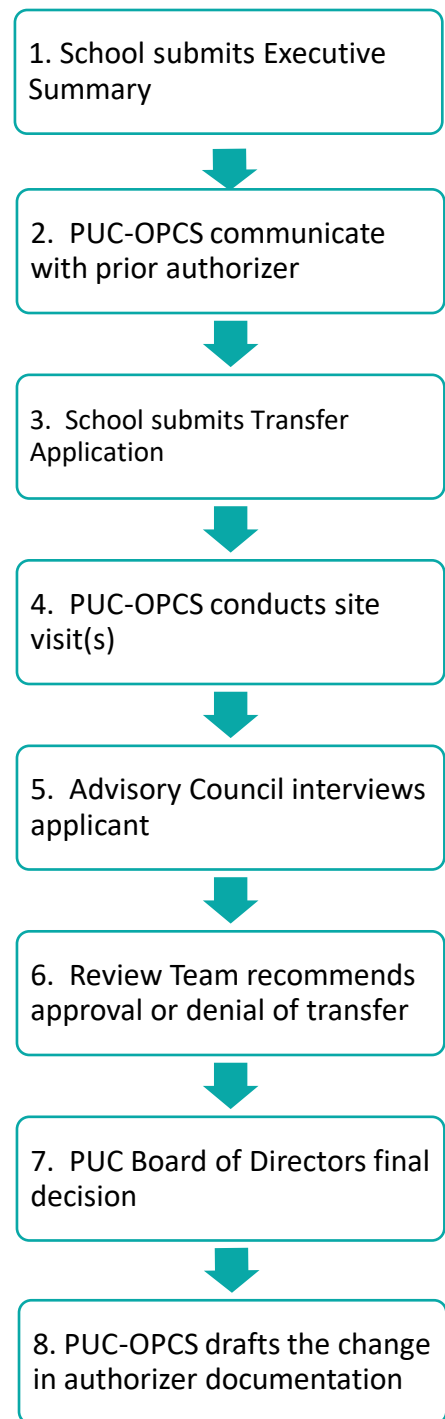 1. School submits Executive
Summary
2. PUC-OPCS communicate
with prior authorizer
3. School submits Transfer
Application
4. PUC-OPCS conducts site
visit(s)
5. Advisory Council interviews
applicant
6. Review Team recommends
approval or denial of transfer
7. PUC Board of Directors final
decision
8. PUC-OPCS drafts the change
in authorizer documentation